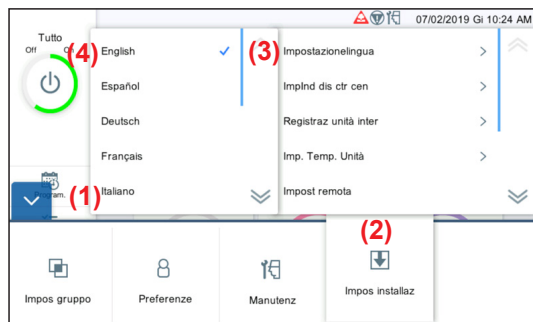 07/02/2019 Gi 10:24 AM
Tutto
Off On
(4)
English
(3)
Impostazionelingua
Español
ImpInd dis ctr cen
Deutsch
Registraz unità inter
Français
Imp. Temp. Unità
Program.
(1)
Italiano
Impost remota
(2)
Impos gruppo
Preferenze
Manutenz
Impos installaz